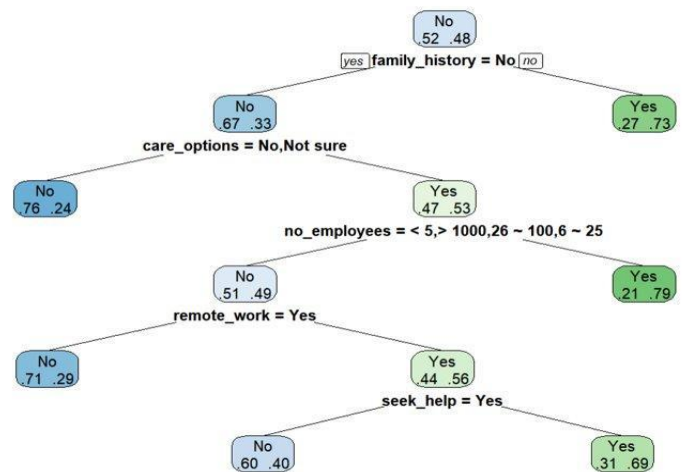 No
.52 .48
yes family_history = No no
No
.67 .33
Yes
.27 .73
care_options = No,Not sure
No
.76 .24
Yes
.47 .53
no_employees = < 5,> 1000,26 ~ 100,6 ~ 25
No
.51 .49
Yes
.21 .79
remote_work = Yes
No
.71 .29
Yes
.44 .56
seek_help = Yes
No
.60 .40
Yes
.31 .69